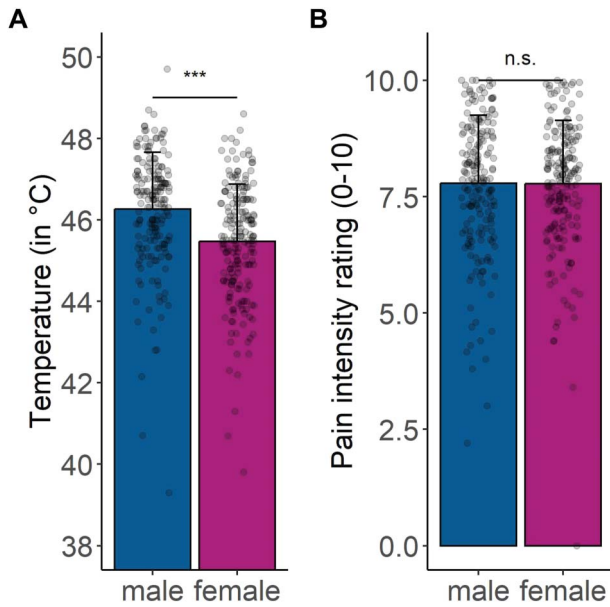 A
Temperature (in °C)
50
48
46
44
42
40
38
***
male
female
B
Pain intensity rating (0-10)
10.0
7.5
5.0
2.5
0.0
n.s.
male
female